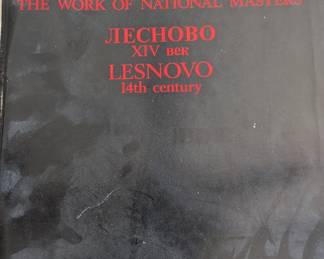 THE WORK OF NATIONAL MASTERS
ЛЕСНОВО
XIV век
LESNOVO
14th century